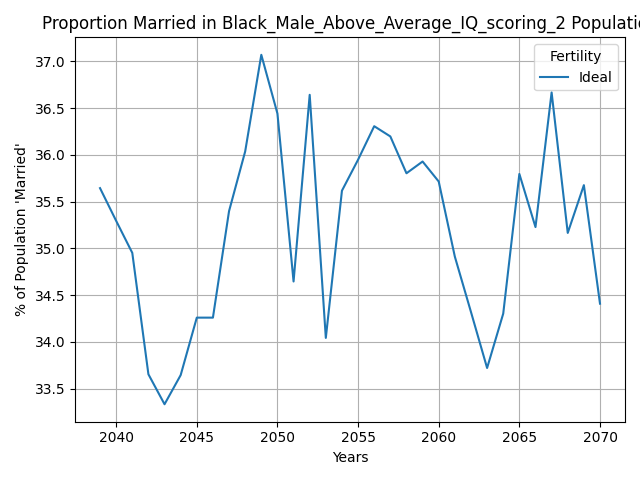 Proportion Married in Black_Male_Above_Average_IQ_scoring_2 Populati
Fertility
Ideal
37.0
36.5
36.0
35.5
35.0
34.5
34.0
33.5
% of Population 'Married'
2040 2045 2050 2055 2060 2065 2070
Years